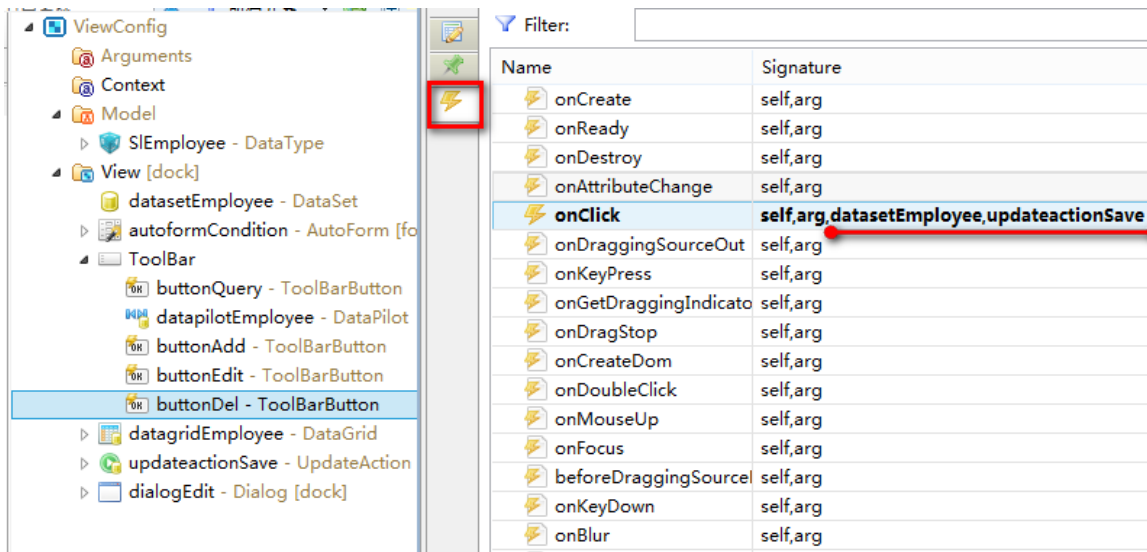 ViewConfig
Arguments
Context
Model
SlEmployee - DataType
View [dock]
datasetEmployee - DataSet
autoformCondition - AutoForm [fo
ToolBar
buttonQuery - ToolBarButton
datapilotEmployee - DataPilot
buttonAdd - ToolBarButton
buttonEdit - ToolBarButton
buttonDel - ToolBarButton
datagridEmployee - DataGrid
updateactionSave - UpdateAction
dialogEdit - Dialog [dock]
Filter:
Name Signature
onCreate self,arg
onReady self,arg
onDestroy self,arg
onAttributeChange self,arg
onClick self,arg,datasetEmployee,updateactionSave
onDraggingSourceOut self,arg
onKeyPress self,arg
onGetDraggingIndicato self,arg
onDragStop self,arg
onCreateDom self,arg
onDoubleClick self,arg
onMouseUp self,arg
onFocus self,arg
beforeDraggingSourceI self,arg
onKeyDown self,arg
onBlur self,arg